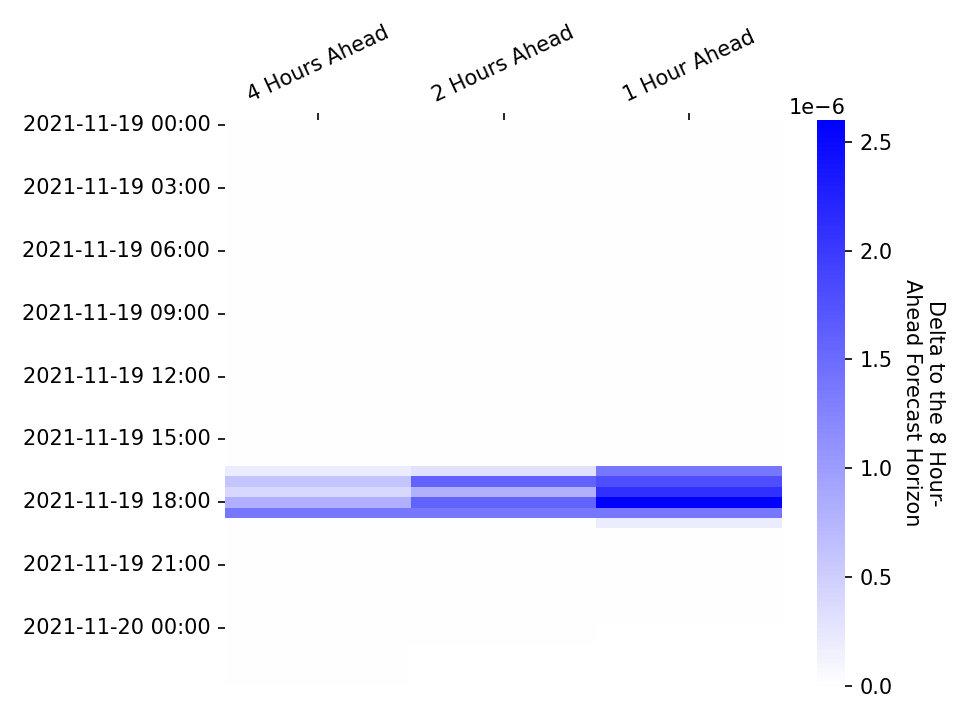 4 Hours Ahead
2 Hours Ahead
1 Hour Ahead
1e−6
2021-11-19 00:00
2021-11-19 03:00
2021-11-19 06:00
2021-11-19 09:00
2021-11-19 12:00
2021-11-19 15:00
2021-11-19 18:00
2021-11-19 21:00
2021-11-20 00:00
2.5
2.0
1.5
1.0
0.5
0.0
Delta to the 8 Hour-
Ahead Forecast Horizon